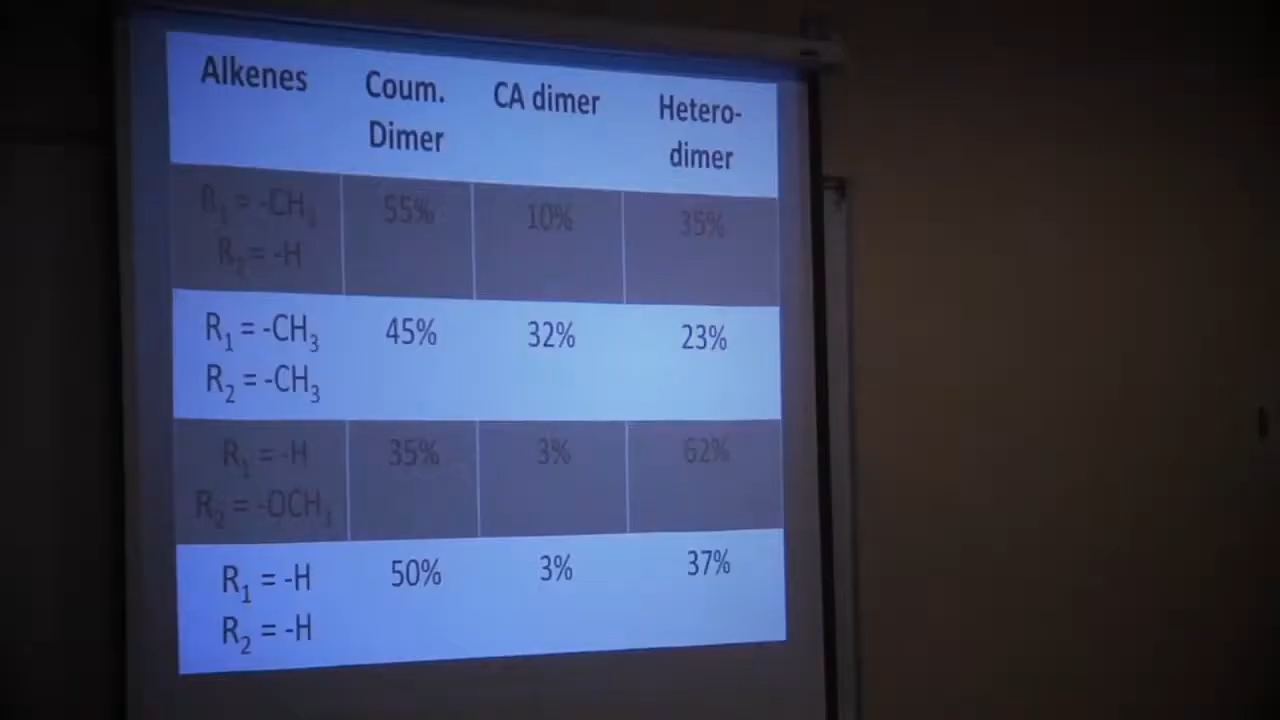 Alkenes Coum. Dimer CA dimer Hetero-dimer
R₁ = -CH₃ 55% 10% 35%
R₂ = -H
R₁ = -CH₃ 45% 32% 23%
R₂ = -CH₃
R₁ = -H 35% 3% 62%
R₂ = -OCH₃
R₁ = -H 50% 3% 37%
R₂ = -H